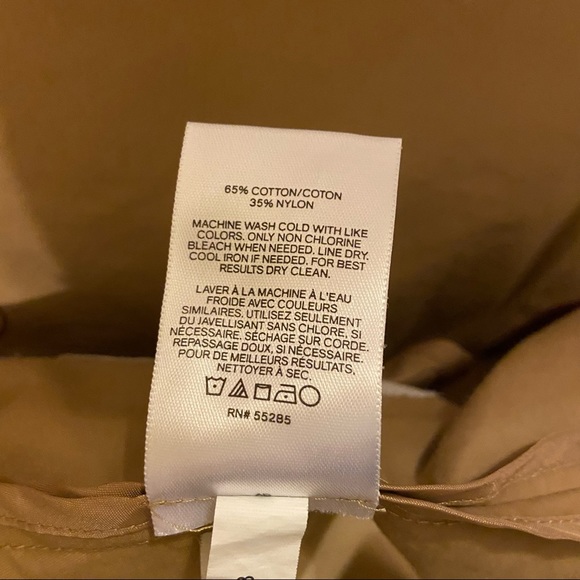 65% COTTON/COTON
35% NYLON
MACHINE WASH COLD WITH LIKE
COLORS. ONLY NON CHLORINE
BLEACH WHEN NEEDED. LINE DRY.
COOL IRON IF NEEDED. FOR BEST
RESULTS DRY CLEAN.
LAVER À LA MACHINE À L'EAU
FROIDE AVEC COULEURS
SIMILAIRES. UTILISEZ SEULEMENT
DU JAVELLISANT SANS CHLORE, SI
NÉCESSAIRE. SÉCHAGE SUR CORDE.
REPASSAGE DOUX, SI NÉCESSAIRE.
POUR DE MEILLEURS RÉSULTATS,
NETTOYER À SEC.
RN# 55285